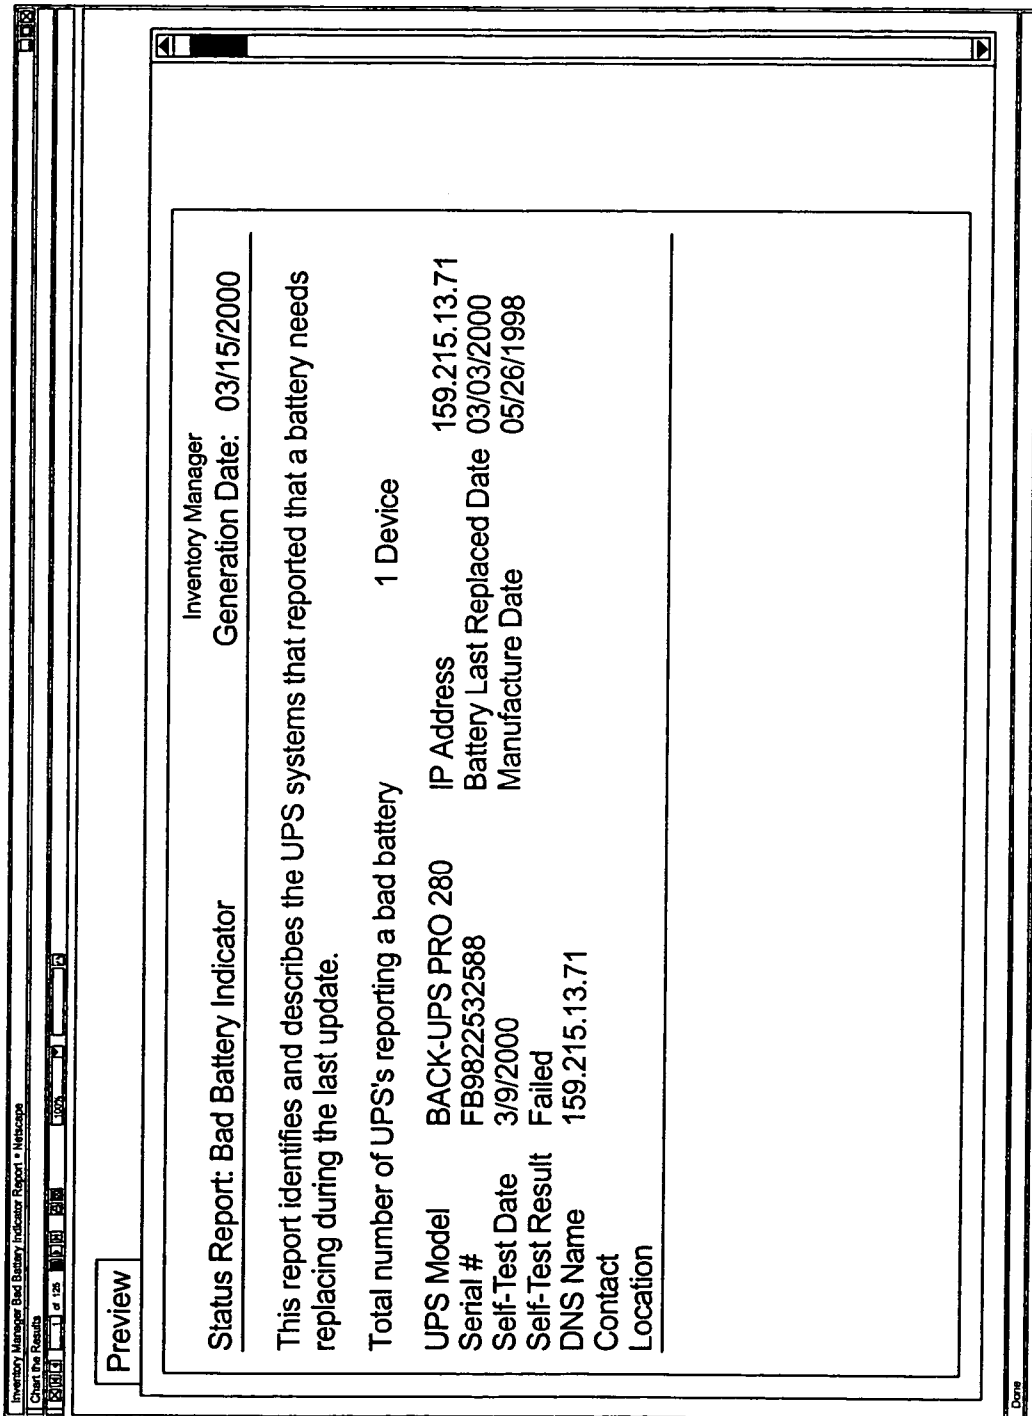 Inventory Manager Bad Battery Indicator Report * Netscape
Chart the Results
1 of 125 100%
Preview
Inventory Manager
Status Report: Bad Battery Indicator Generation Date: 03/15/2000
This report identifies and describes the UPS systems that reported that a battery needs
replacing during the last update.
Total number of UPS's reporting a bad battery 1 Device
UPS Model BACK-UPS PRO 280 IP Address 159.215.13.71
Serial # FB9822532588 Battery Last Replaced Date 03/03/2000
Self-Test Date 3/9/2000 Manufacture Date 05/26/1998
Self-Test Result Failed
DNS Name 159.215.13.71
Contact
Location
Done